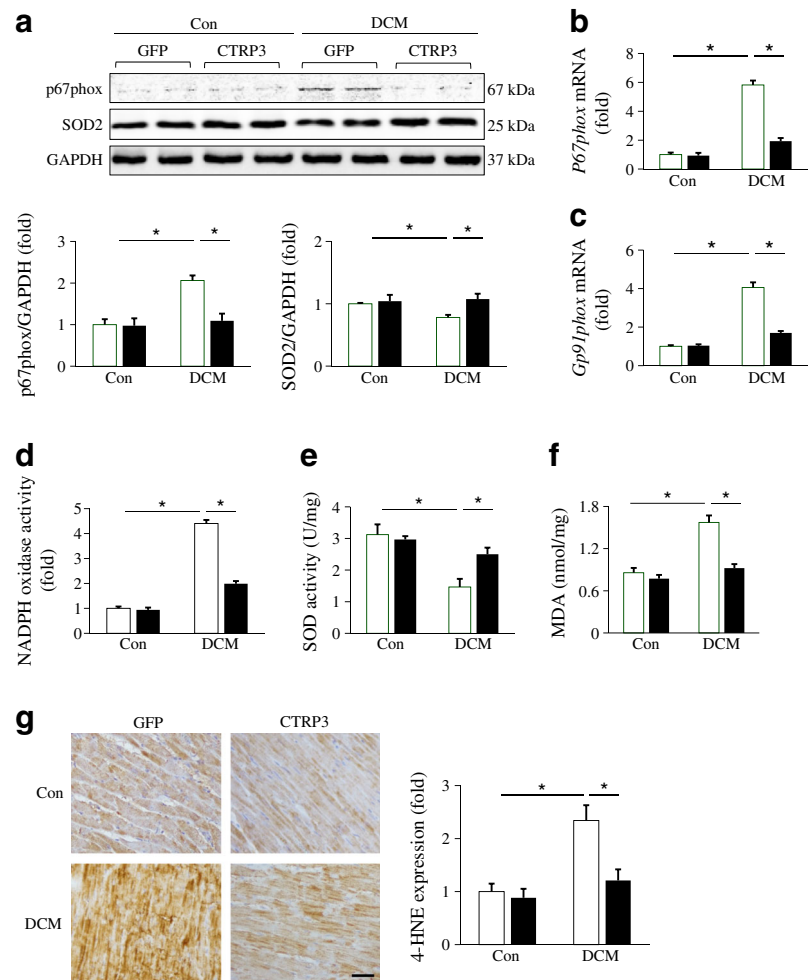 a
Con DCM
GFP CTRP3 GFP CTRP3
p67phox 67 kDa
SOD2 25 kDa
GAPDH 37 kDa
p67phox/GAPDH (fold)
3
2
1
0
* *
Con DCM
SOD2/GAPDH (fold)
2
1
0
* *
Con DCM
b
P67phox mRNA
(fold)
8
6
4
2
0
* *
Con DCM
c
Gp91phox mRNA
(fold)
6
4
2
0
* *
Con DCM
d
NADPH oxidase activity
(fold)
5
4
3
2
1
0
* *
Con DCM
e
SOD activity (U/mg)
4
3
2
1
0
* *
Con DCM
f
MDA (nmol/mg)
1.8
1.2
0.6
0
* *
Con DCM
g
GFP CTRP3
Con
DCM
4-HNE expression (fold)
3
2
1
0
* *
Con DCM